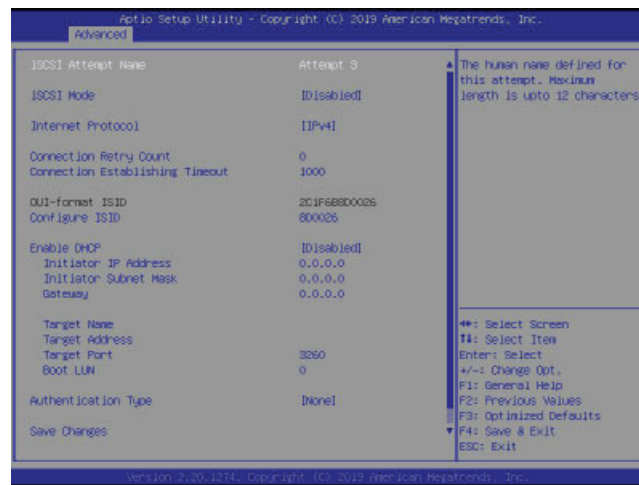 Aptio Setup Utility - Copyright (C) 2019 American Megatrends, Inc.
Advanced
iSCSI Attempt Name Attempt 3
iSCSI Mode [Disabled]
Internet Protocol [IPv4]
Connection Retry Count 0
Connection Establishing Timeout 1000
OUI-format ISID 2C1F6B8D0026
Configure ISID 8D0026
Enable DHCP [Disabled]
Initiator IP Address 0.0.0.0
Initiator Subnet Mask 0.0.0.0
Gateway 0.0.0.0
Target Name
Target Address
Target Port 3260
Boot LUN 0
Authentication Type [None]
Save Changes
The human name defined for
this attempt. Maximum
length is upto 12 characters
: Select Screen
: Select Item
Enter: Select
+/-: Change Opt.
F1: General Help
F2: Previous Values
F3: Optimized Defaults
F4: Save & Exit
ESC: Exit
Version 2.20.1274. Copyright (C) 2019 American Megatrends, Inc.